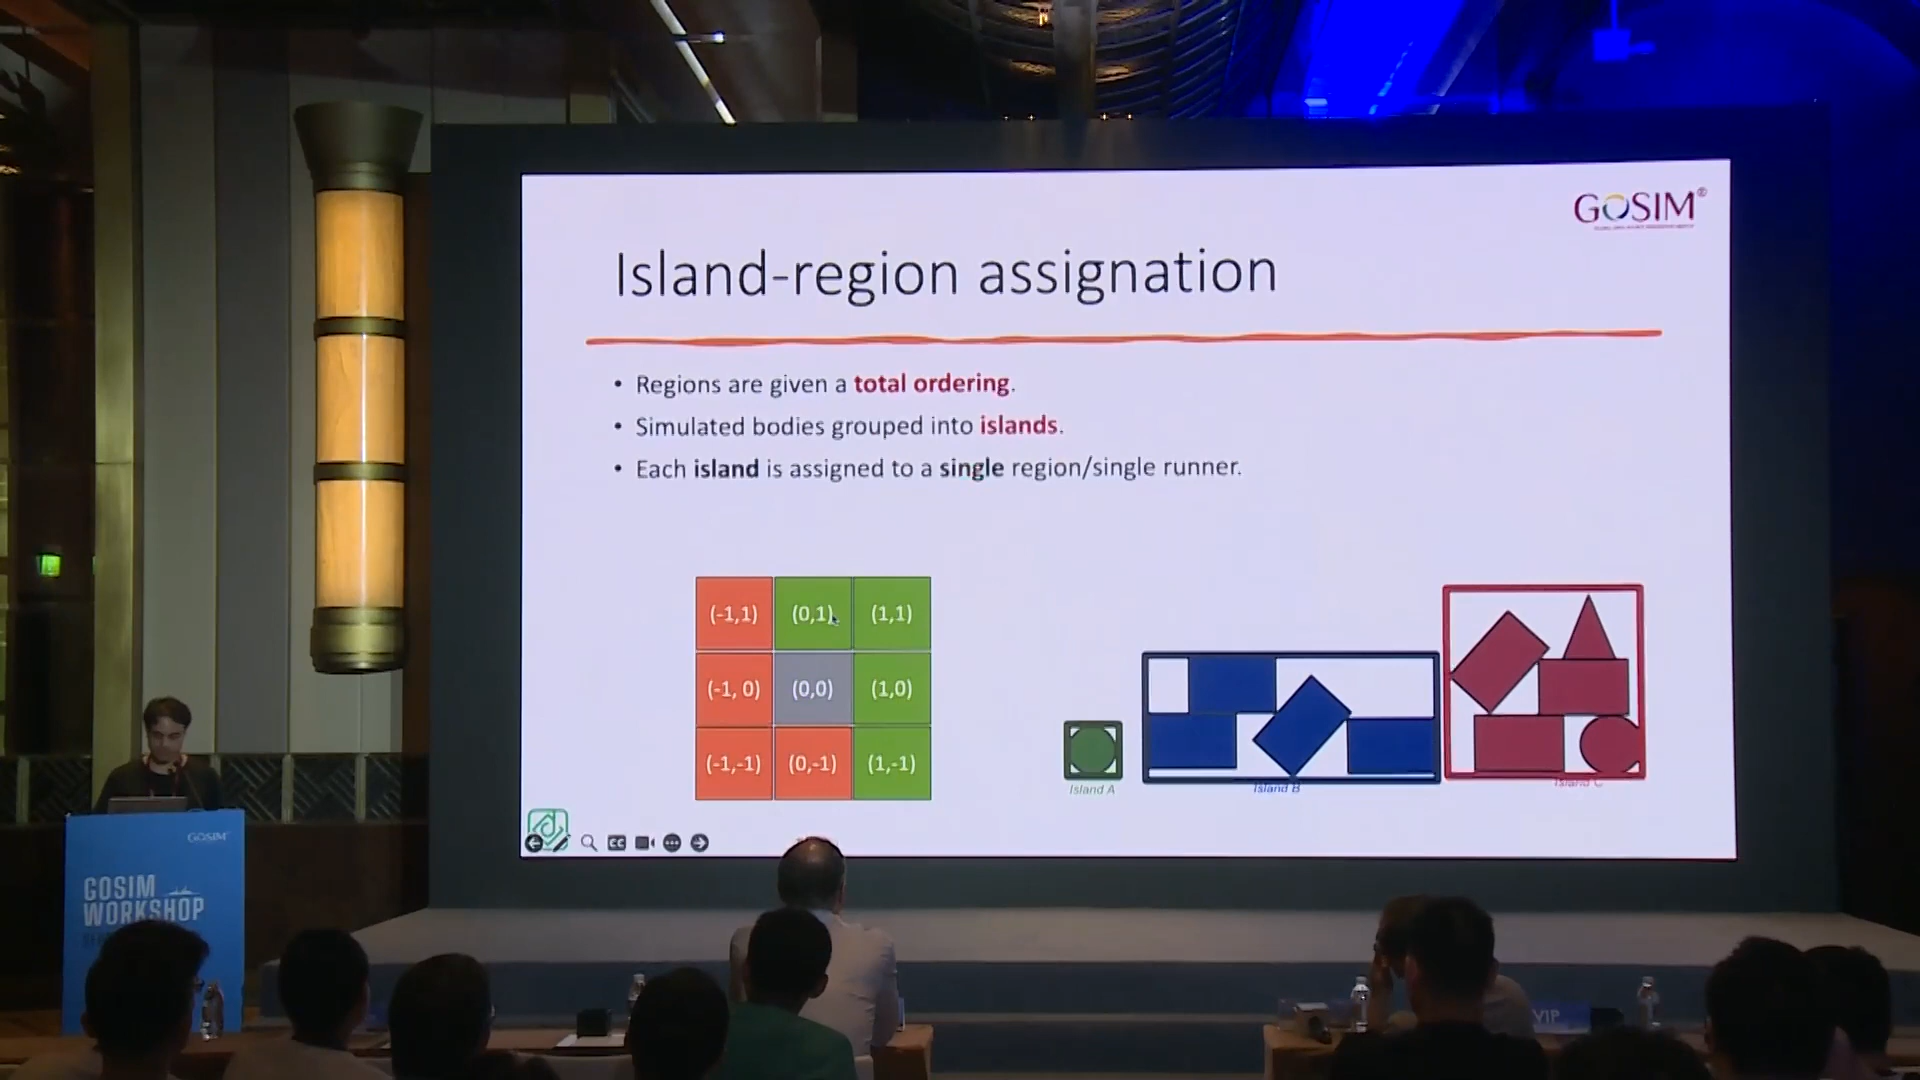 GOSIM®
Island-region assignation
• Regions are given a total ordering.
• Simulated bodies grouped into islands.
• Each island is assigned to a single region/single runner.
(-1,1) (0,1) (1,1)
(-1, 0) (0,0) (1,0)
(-1,-1) (0,-1) (1,-1)
Island A
Island B
Island C
CC
GOSIM
GOSIM
WORKSHOP
VIP